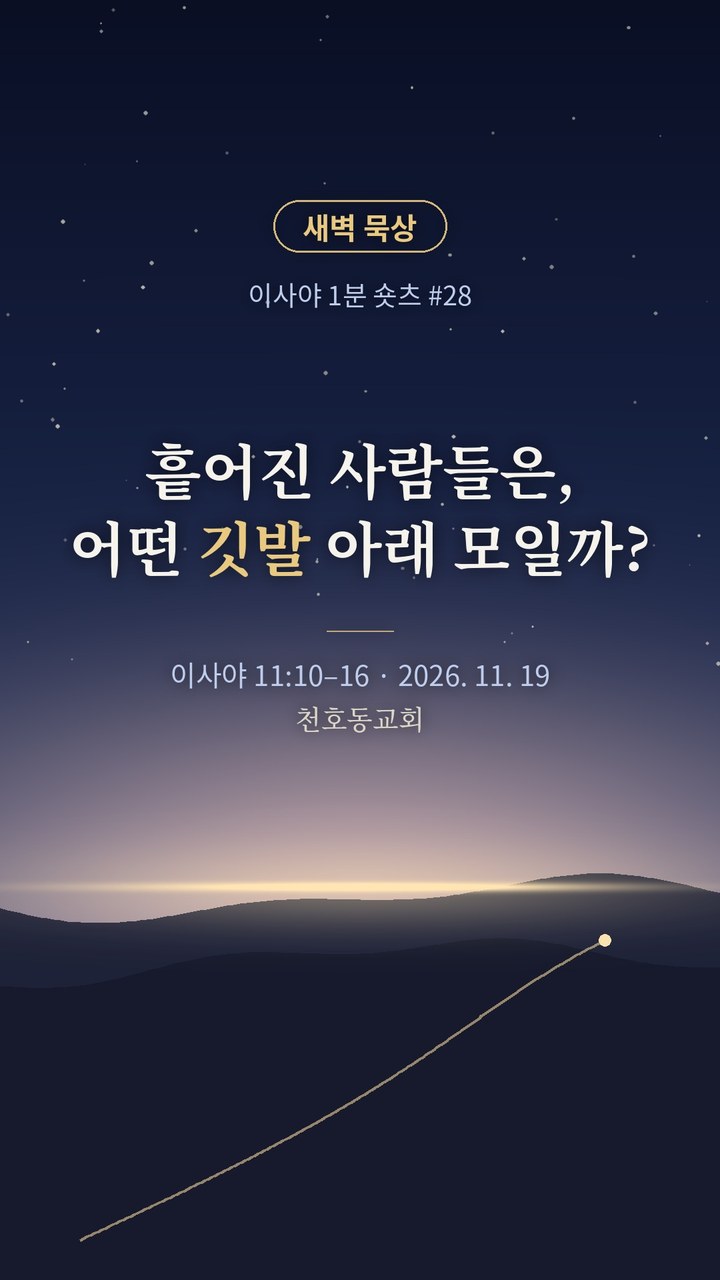 새벽 묵상
이사야 1분 숏츠 #28
흩어진 사람들은,
어떤 깃발 아래 모일까?
이사야 11:10–16 · 2026. 11. 19
천호동교회